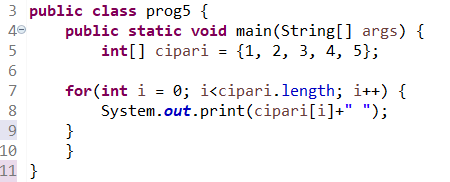 3 public class prog5 {
4 public static void main(String[] args) {
5 int[] cipari = {1, 2, 3, 4, 5};
6
7 for(int i = 0; i<cipari.length; i++) {
8 System.out.print(cipari[i]+" ");
9 }
10 }
11 }